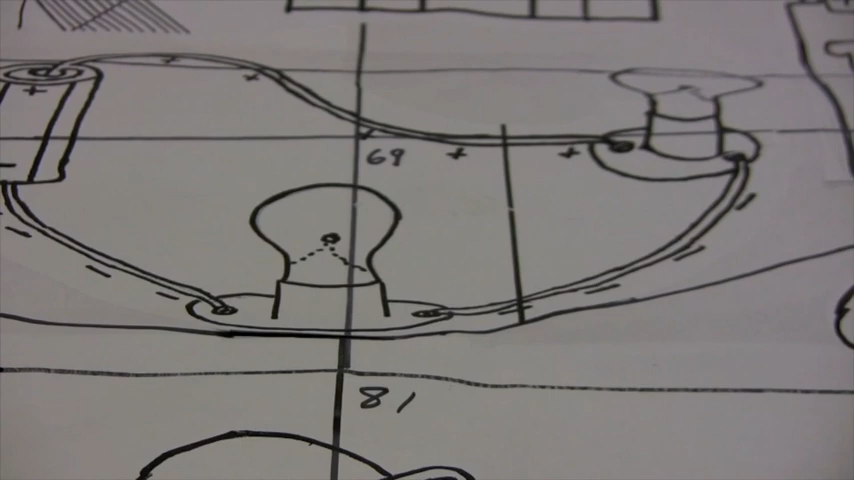 + +
+
69 + +
81